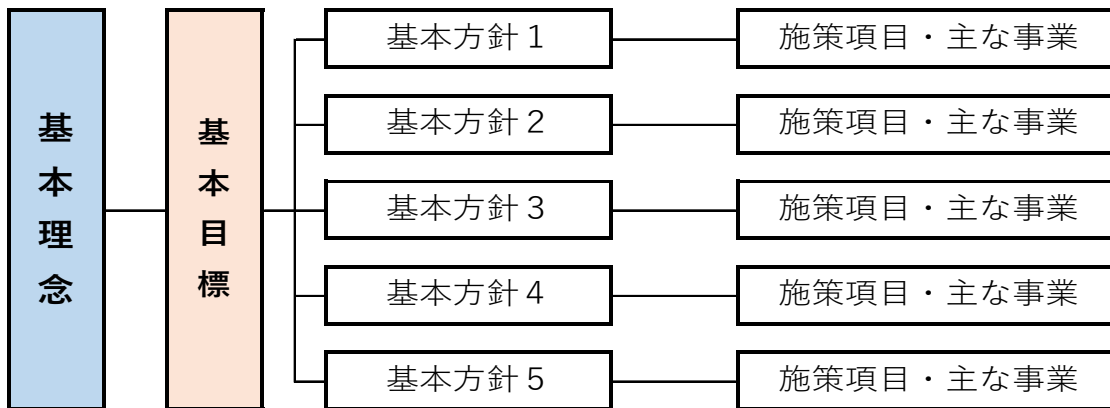 基本理念
基本目標
基本方針1
施策項目・主な事業
基本方針2
施策項目・主な事業
基本方針3
施策項目・主な事業
基本方針4
施策項目・主な事業
基本方針5
施策項目・主な事業